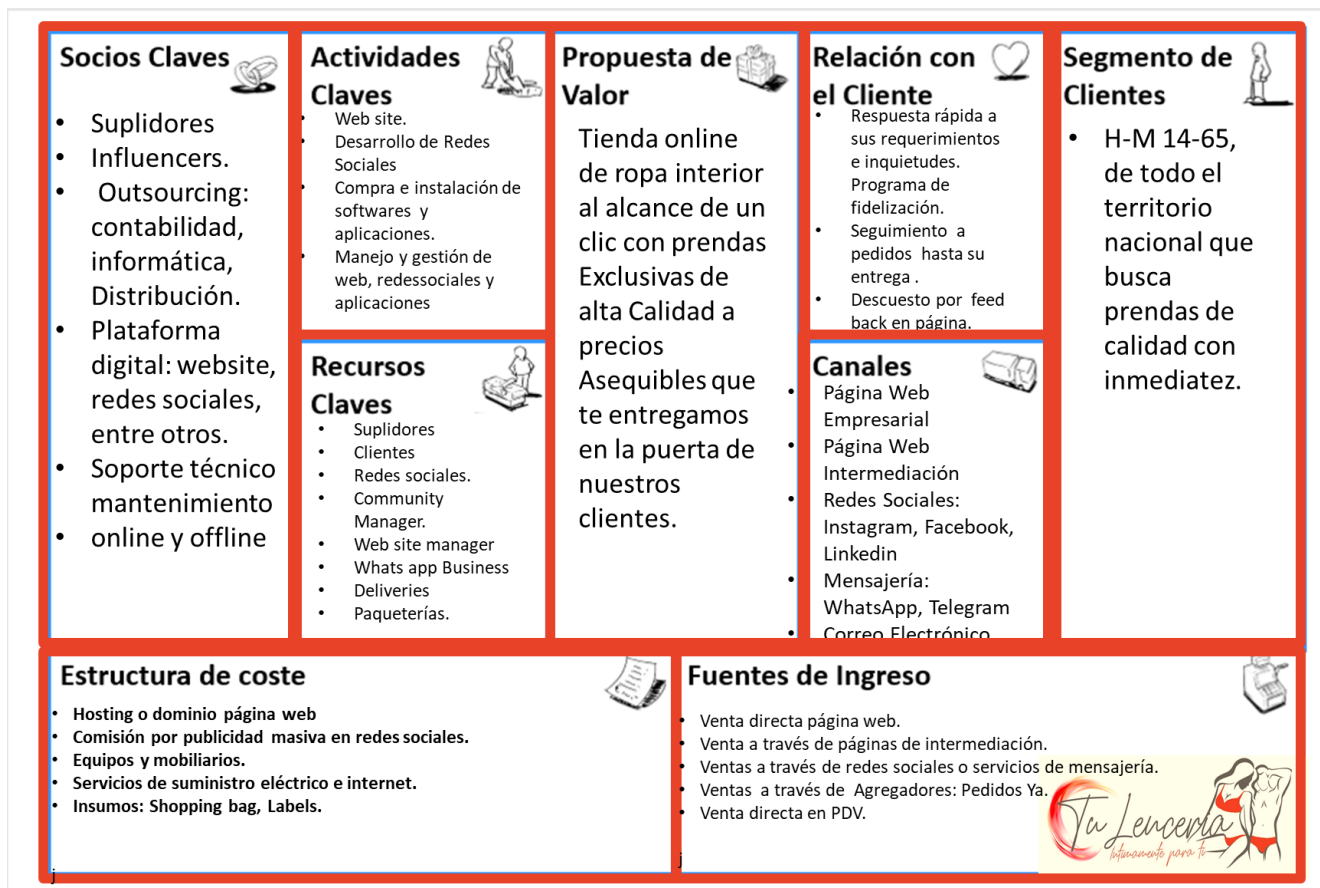 Socios Claves
• Suplidores
• Influencers.
• Outsourcing:
contabilidad,
informática,
Distribución.
• Plataforma
digital: website,
redes sociales,
entre otros.
• Soporte técnico
mantenimiento
• online y offline
Actividades
Claves
• Web site.
• Desarrollo de Redes
Sociales
• Compra e instalación de
softwares y
aplicaciones.
• Manejo y gestión de
web, redessociales y
aplicaciones
Recursos
Claves
• Suplidores
• Clientes
• Redes sociales.
• Community
Manager.
• Web site manager
• Whats app Business
• Deliveries
• Paqueterías.
Propuesta de
Valor
Tienda online
de ropa interior
al alcance de un
clic con prendas
Exclusivas de
alta Calidad a
precios
Asequibles que
te entregamos
en la puerta de
nuestros
clientes.
Relación con
el Cliente
• Respuesta rápida a
sus requerimientos
e inquietudes.
Programa de
fidelización.
• Seguimiento a
pedidos hasta su
entrega .
• Descuesto por feed
back en página.
Canales
• Página Web
Empresarial
• Página Web
Intermediación
• Redes Sociales:
Instagram, Facebook,
Linkedin
• Mensajería:
WhatsApp, Telegram
• Correo Electrónico
Segmento de
Clientes
• H-M 14-65,
de todo el
territorio
nacional que
busca
prendas de
calidad con
inmediatez.
Estructura de coste
• Hosting o dominio página web
• Comisión por publicidad masiva en redes sociales.
• Equipos y mobiliarios.
• Servicios de suministro eléctrico e internet.
• Insumos: Shopping bag, Labels.
j
Fuentes de Ingreso
• Venta directa página web.
• Venta a través de páginas de intermediación.
• Ventas a través de redes sociales o servicios de mensajería.
• Ventas a través de Agregadores: Pedidos Ya.
• Venta directa en PDV.
j
Tu Lencería
Intimamente para ti